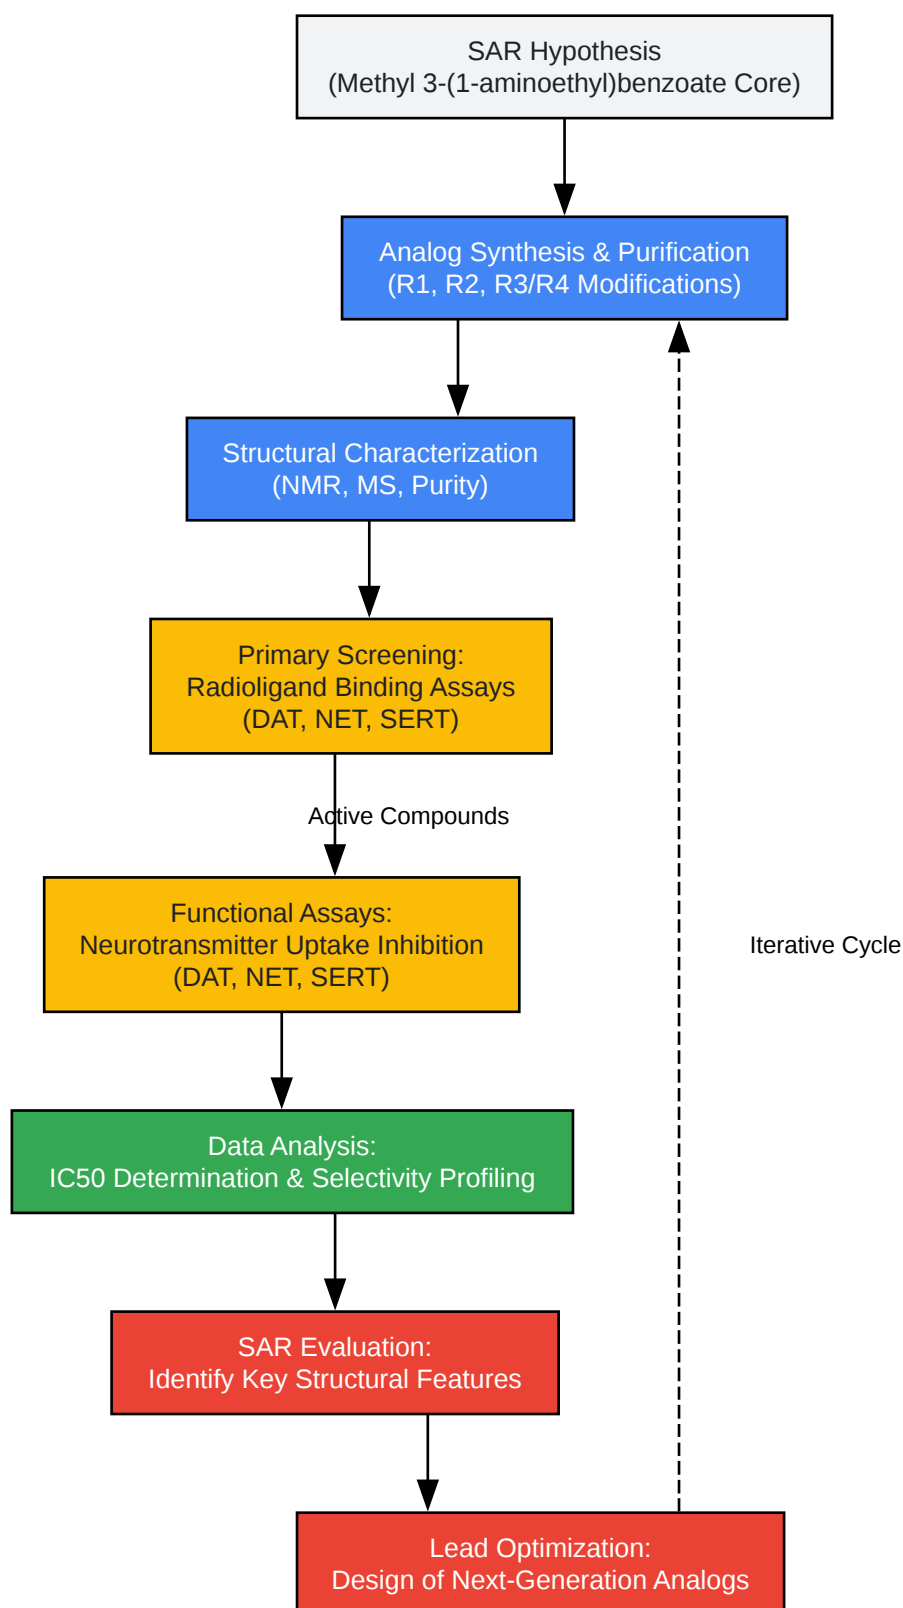 SAR Hypothesis
(Methyl 3-(1-aminoethyl)benzoate Core)
Analog Synthesis & Purification
(R1, R2, R3/R4 Modifications)
Structural Characterization
(NMR, MS, Purity)
Primary Screening:
Radioligand Binding Assays
(DAT, NET, SERT)
Active Compounds
Functional Assays:
Neurotransmitter Uptake Inhibition
(DAT, NET, SERT)
Iterative Cycle
Data Analysis:
IC50 Determination & Selectivity Profiling
SAR Evaluation:
Identify Key Structural Features
Lead Optimization:
Design of Next-Generation Analogs